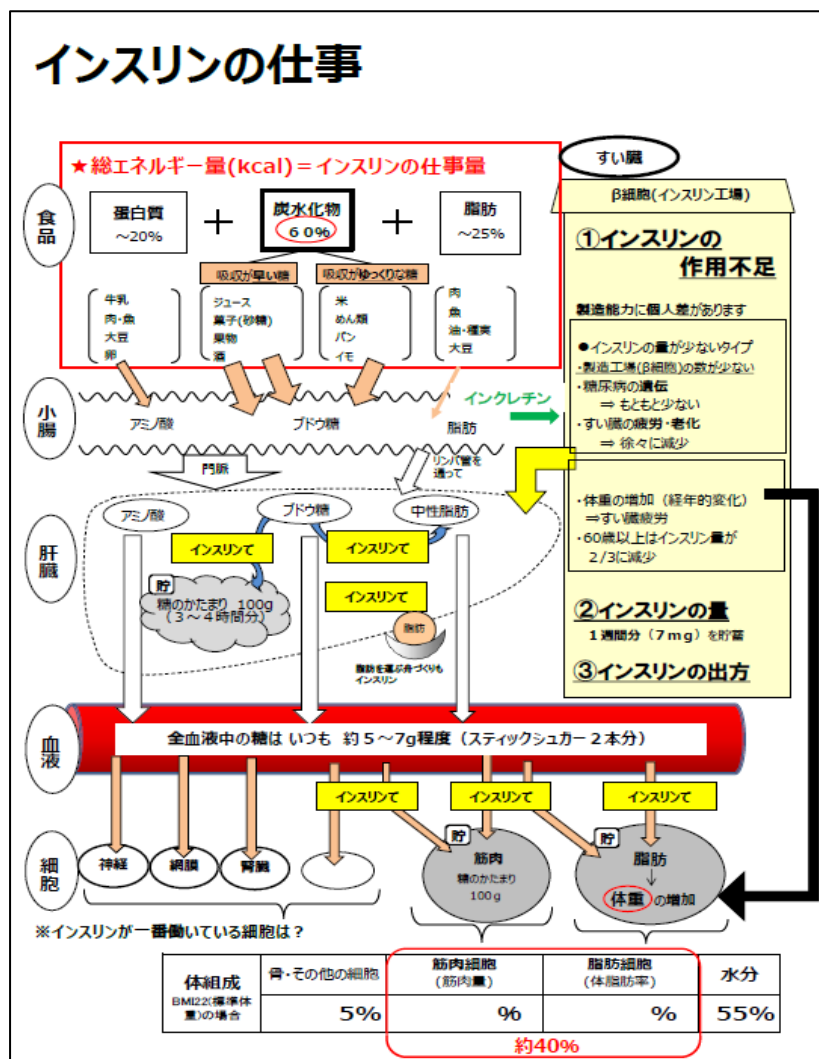 インスリンの仕事
★総エネルギー量(kcal)＝インスリンの仕事量
食品
蛋白質
～20%
＋
炭水化物
60%
＋
脂肪
～25%
吸収が早い糖
吸収がゆっくりな糖
牛乳
肉・魚
大豆
卵
ジュース
菓子(砂糖)
果物
酒
米
めん類
パン
イモ
肉
魚
油・種実
大豆
すい臓
β細胞(インスリン工場)
①インスリンの
作用不足
製造能力に個人差があります
●インスリンの量が少ないタイプ
・製造工場(β細胞)の数が少ない
・糖尿病の遺伝
⇒ もともと少ない
・すい臓の疲労・老化
⇒ 徐々に減少
・体重の増加（経年的変化）
⇒すい臓疲労
・60歳以上はインスリン量が
2/3に減少
②インスリンの量
1週間分（7mg）を貯蓄
③インスリンの出方
小腸
アミノ酸
ブドウ糖
脂肪
インクレチン
門脈
リンパ管を
通って
肝臓
アミノ酸
ブドウ糖
中性脂肪
インスリンで
インスリンで
貯
糖のかたまり 100g
（3～4時間分）
インスリンで
脂肪
脂肪を運ぶ舟づくりも
インスリン
血液
全血液中の糖は いつも 約５～7g程度（スティックシュガー２本分）
インスリンで
インスリンで
インスリンで
細胞
神経
網膜
腎臓
貯
筋肉
糖のかたまり
100g
貯
脂肪
↓
体重の増加
※インスリンが一番働いている細胞は？
体組成
BMI22(標準体
重)の場合
骨・その他の細胞
筋肉細胞
(筋肉量)
脂肪細胞
(体脂肪率)
水分
5%
%
%
55%
約40%